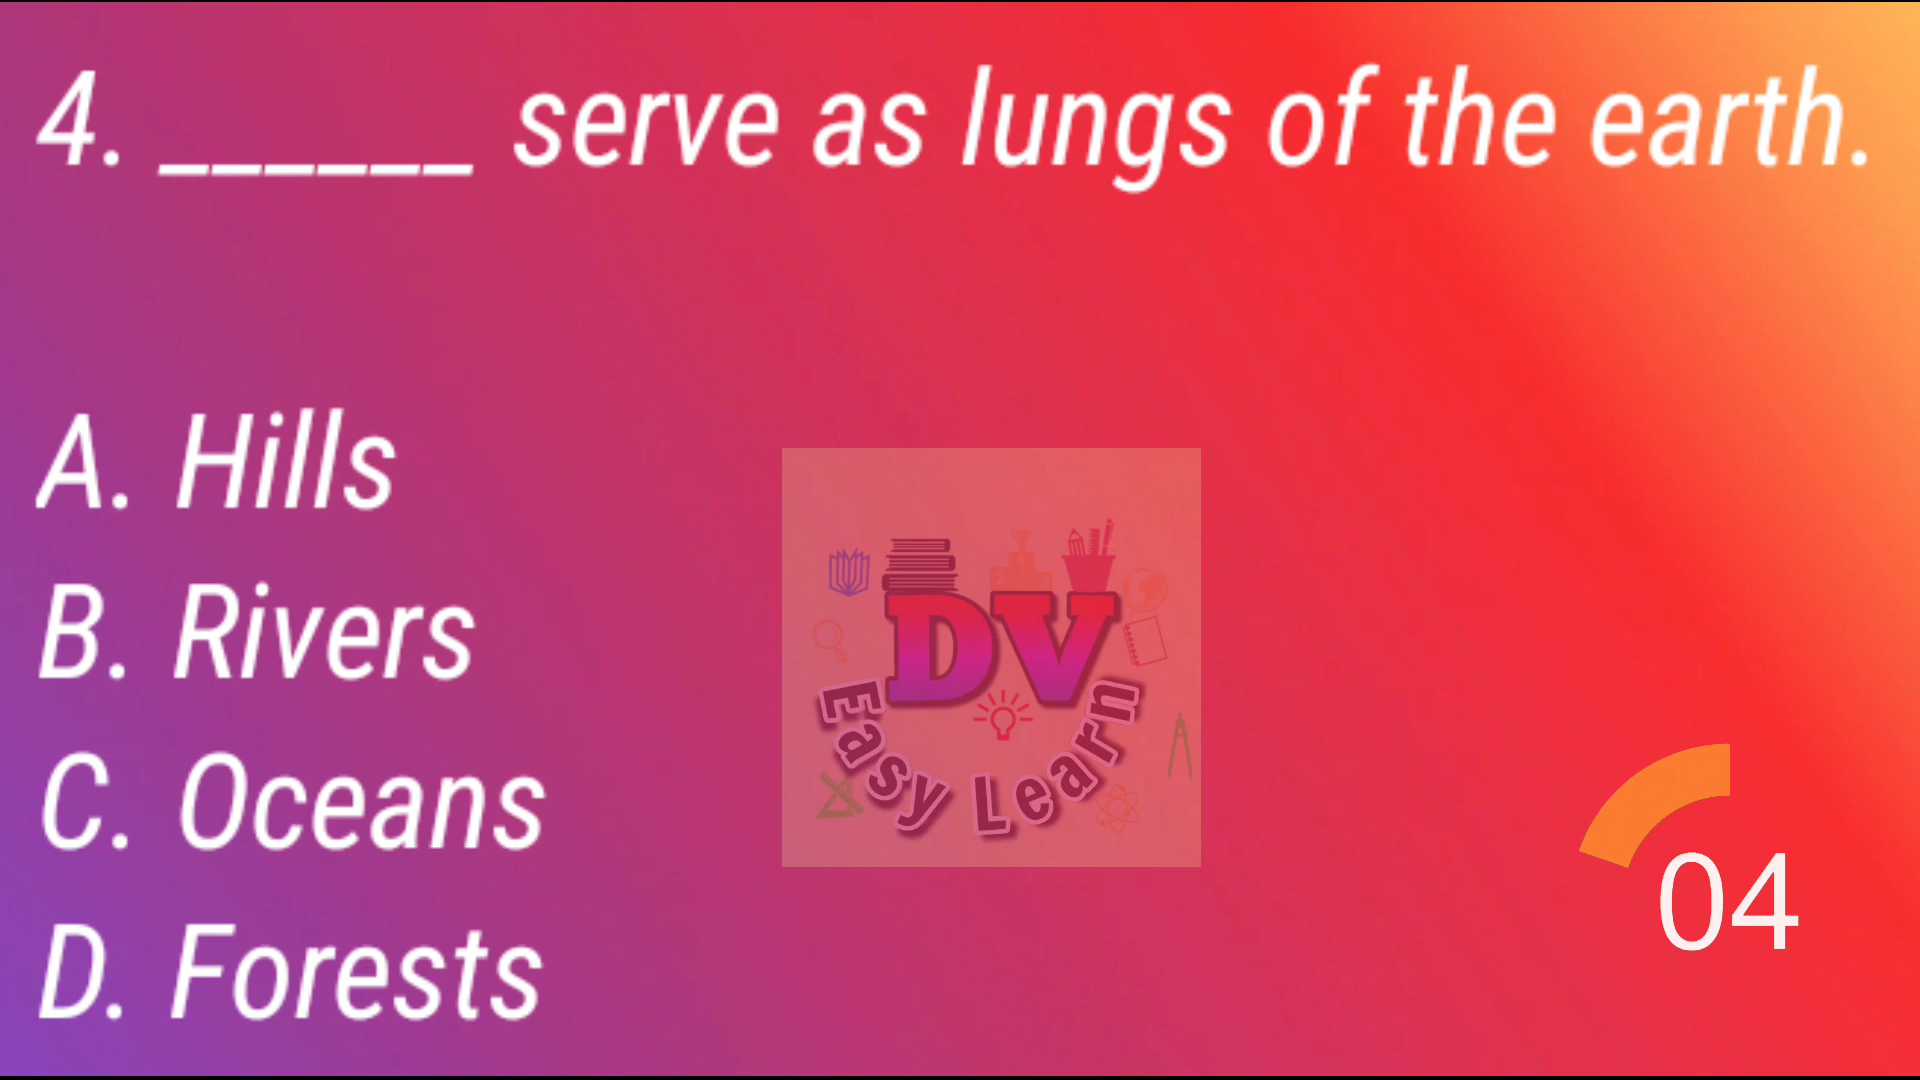 4. ______ serve as lungs of the earth.
A. Hills
B. Rivers
C. Oceans
D. Forests
DV
Easy Learn
04